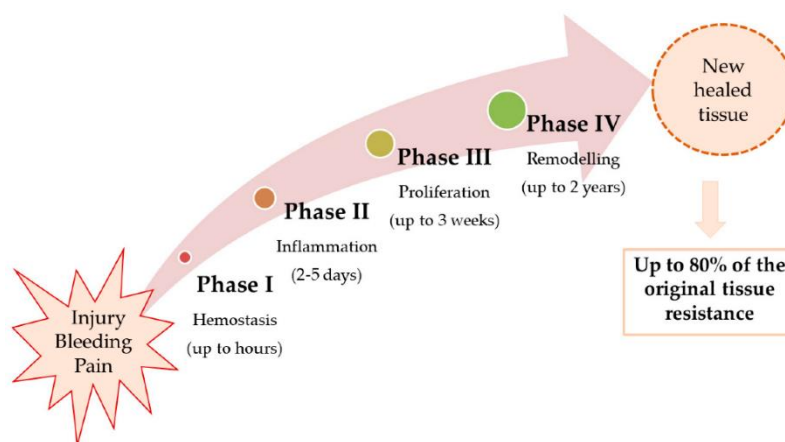 Injury
Bleeding
Pain
Phase I
Hemostasis
(up to hours)
Phase II
Inflammation
(2-5 days)
Phase III
Proliferation
(up to 3 weeks)
Phase IV
Remodelling
(up to 2 years)
New
healed
tissue
Up to 80% of the
original tissue
resistance